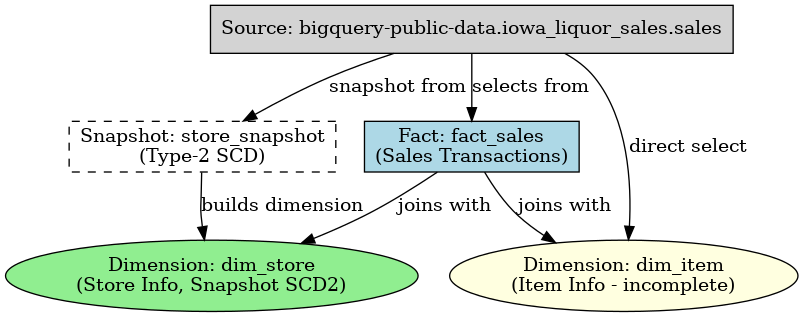 Source: bigquery-public-data.iowa_liquor_sales.sales
snapshot from
selects from
Snapshot: store_snapshot
(Type-2 SCD)
Fact: fact_sales
(Sales Transactions)
direct select
builds dimension
joins with
joins with
Dimension: dim_store
(Store Info, Snapshot SCD2)
Dimension: dim_item
(Item Info - incomplete)